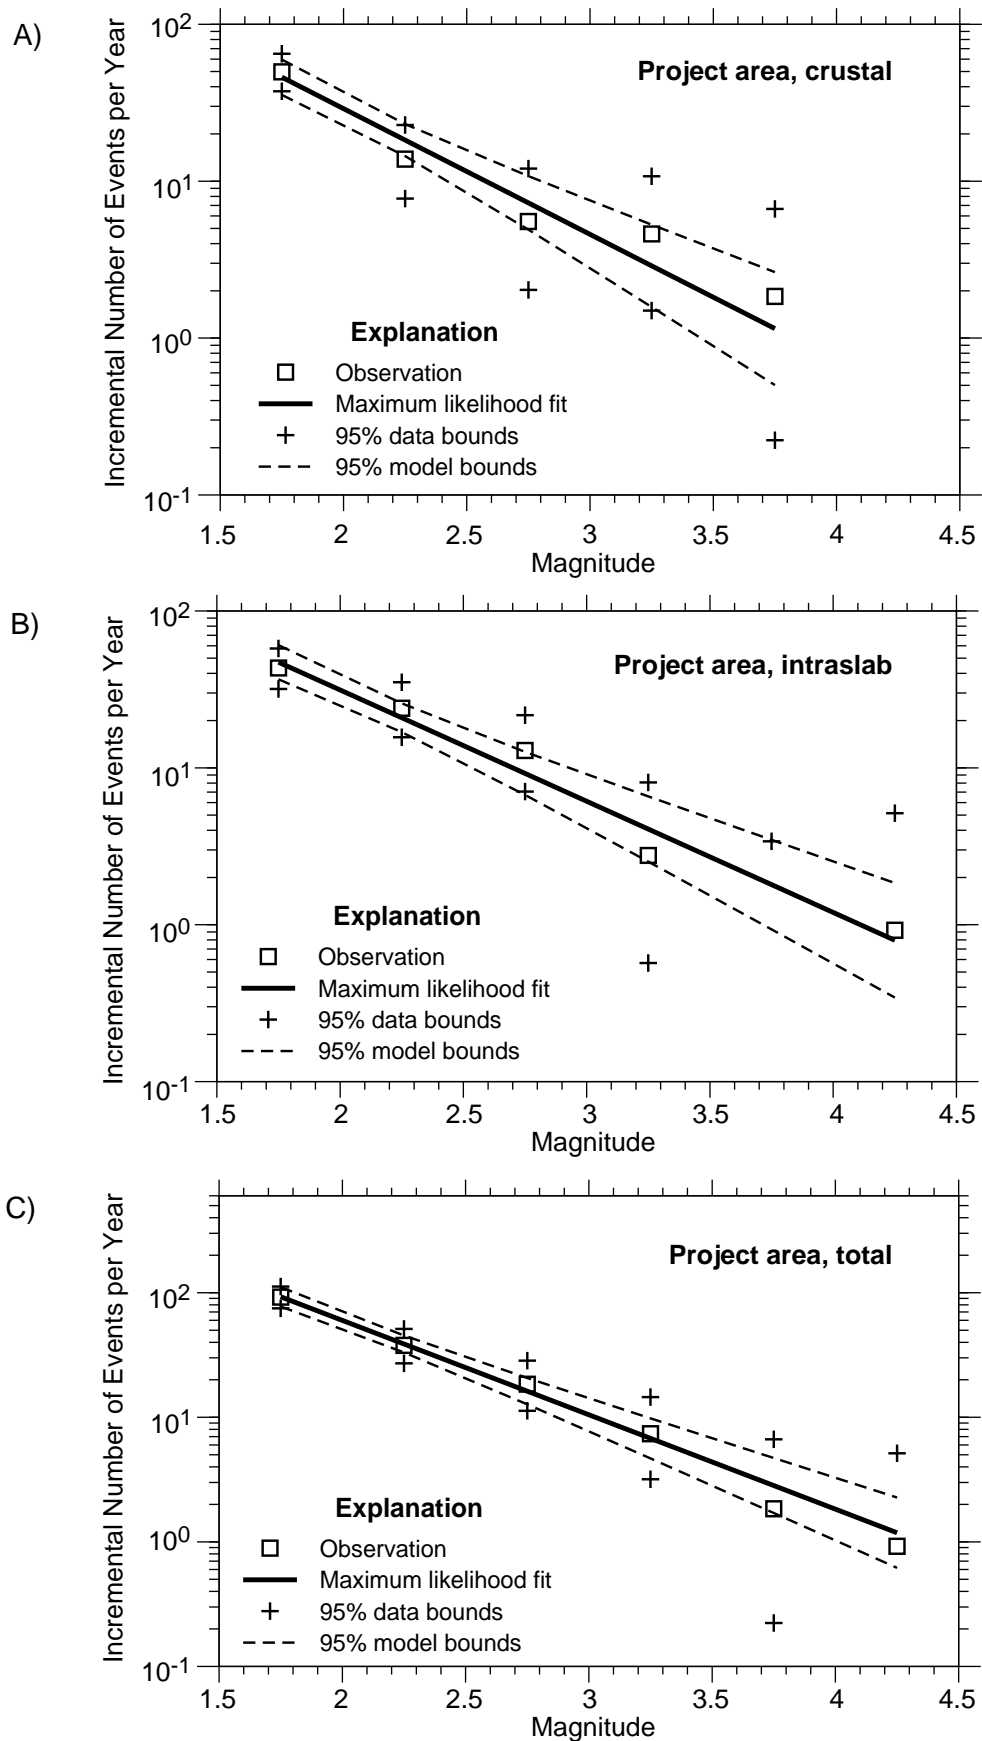 A)
Incremental Number of Events per Year
10^2
10^1
10^0
10^-1
Project area, crustal
Explanation
Observation
Maximum likelihood fit
95% data bounds
95% model bounds
1.5 2 2.5 3 3.5 4 4.5
Magnitude
B)
Incremental Number of Events per Year
10^2
10^1
10^0
10^-1
Project area, intraslab
Explanation
Observation
Maximum likelihood fit
95% data bounds
95% model bounds
1.5 2 2.5 3 3.5 4 4.5
Magnitude
C)
Incremental Number of Events per Year
10^2
10^1
10^0
10^-1
Project area, total
Explanation
Observation
Maximum likelihood fit
95% data bounds
95% model bounds
1.5 2 2.5 3 3.5 4 4.5
Magnitude